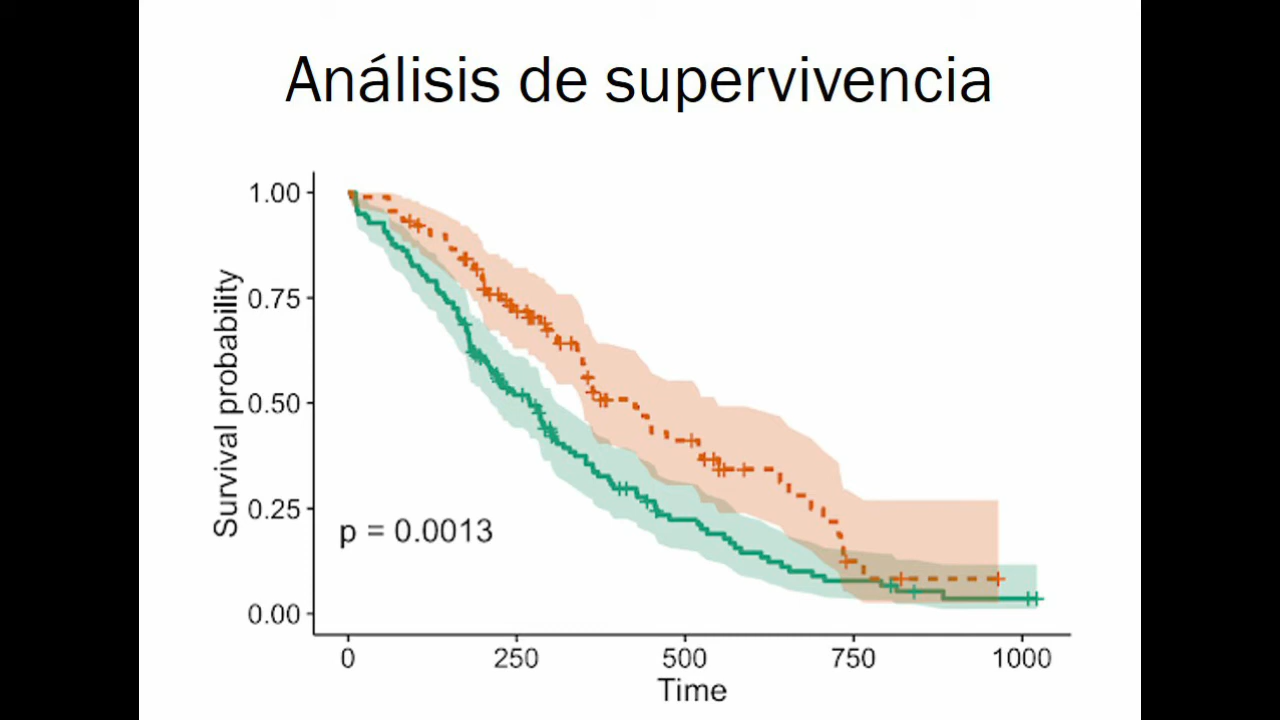 Análisis de supervivencia
1.00
0.75
0.50
0.25
0.00
Survival probability
p = 0.0013
0 250 500 750 1000
Time